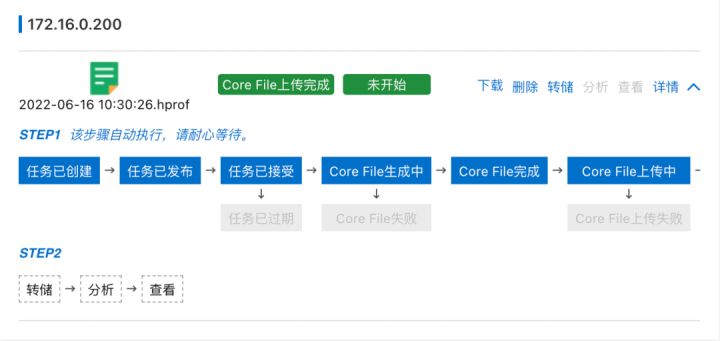 172.16.0.200
Core File上传完成 未开始 下载 删除 转储 分析 查看 详情
2022-06-16 10:30:26.hprof
STEP1 该步骤自动执行，请耐心等待。
任务已创建 → 任务已发布 → 任务已接受 → Core File生成中 → Core File完成 → Core File上传中
↓ ↓ ↓
任务已过期 Core File失败 Core File上传失败
STEP2
转储 → 分析 → 查看